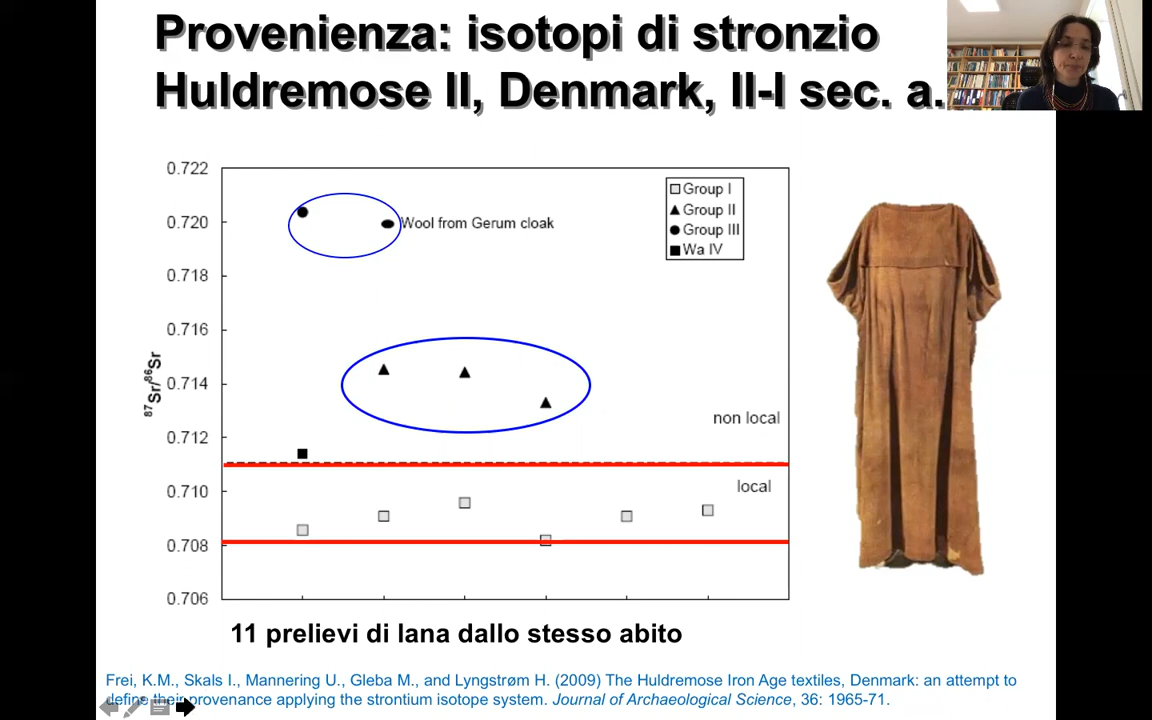 Provenienza: isotopi di stronzio
Huldremose II, Denmark, II-I sec. a.
0.722
0.720
0.718
0.716
0.714
0.712
0.710
0.708
0.706
87Sr/86Sr
Group I
Group II
Group III
Wa IV
Wool from Gerum cloak
non local
local
11 prelievi di lana dallo stesso abito
Frei, K.M., Skals I., Mannering U., Gleba M., and Lyngstrøm H. (2009) The Huldremose Iron Age textiles, Denmark: an attempt to
define their provenance applying the strontium isotope system. Journal of Archaeological Science, 36: 1965-71.